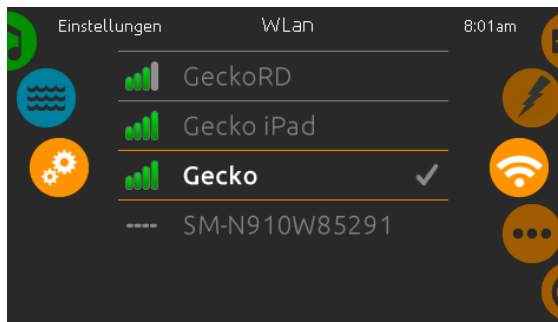 Einstellungen WLan 8:01am
GeckoRD
Gecko iPad
Gecko
---- SM-N910W85291